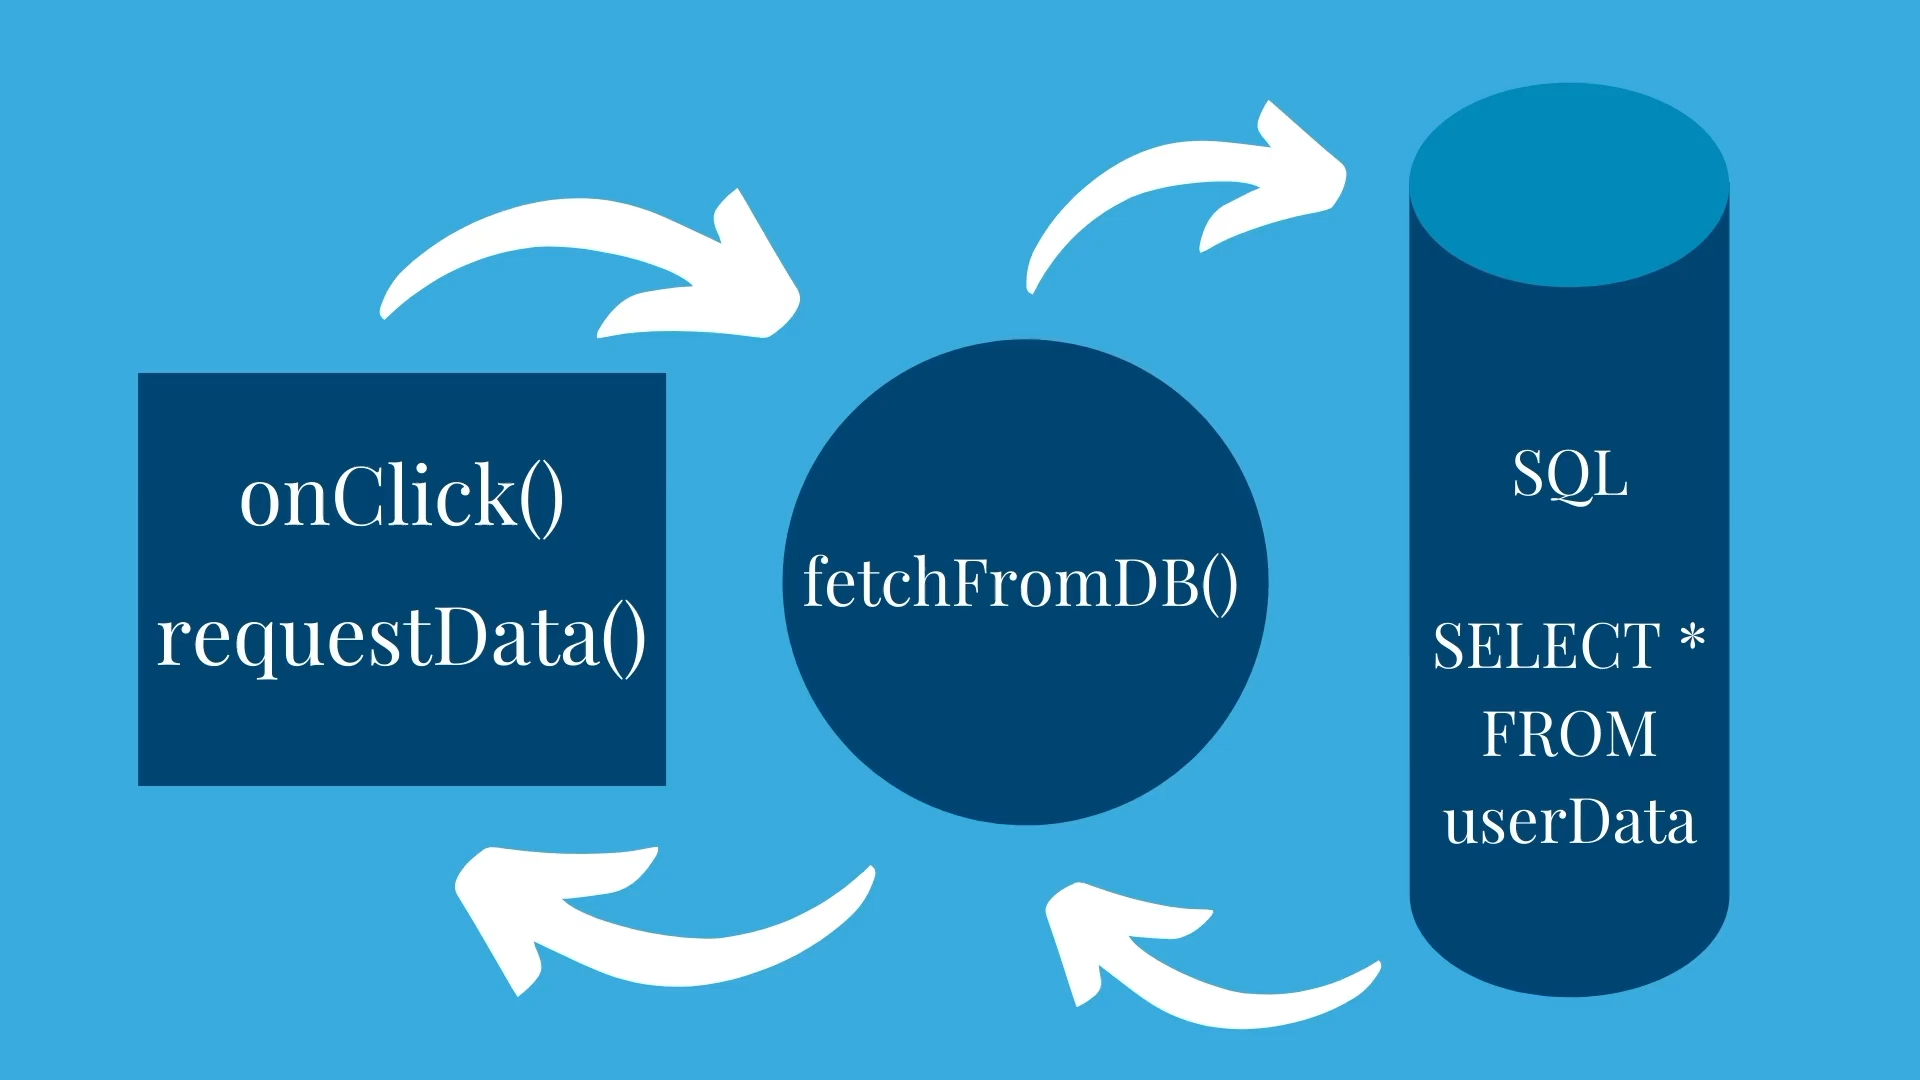 onClick()
requestData()
fetchFromDB()
SQL
SELECT *
FROM
userData